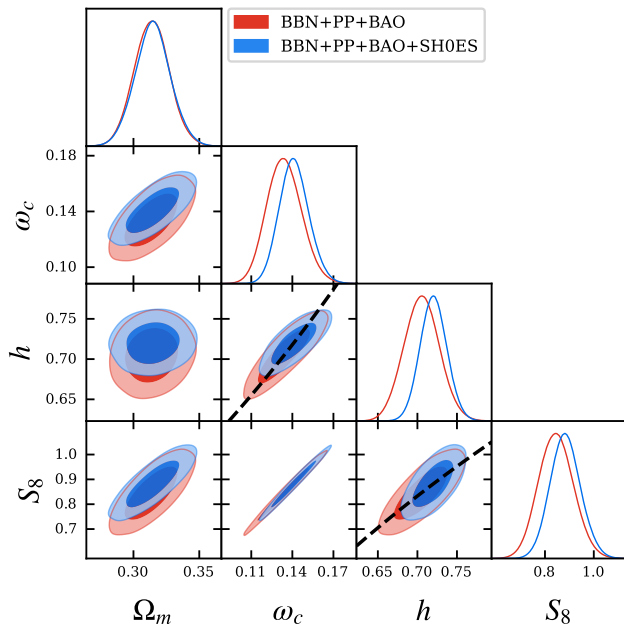 BBN+PP+BAO
BBN+PP+BAO+SH0ES
0.18
0.14
0.10
ω_c
0.75
0.70
0.65
h
1.0
0.9
0.8
0.7
S_8
0.30 0.35 0.11 0.14 0.17 0.65 0.70 0.75 0.8 1.0
Ω_m ω_c h S_8